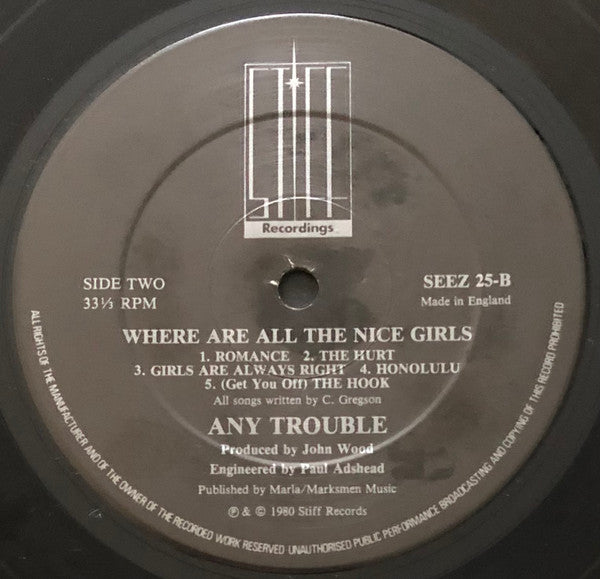 STIFF
Recordings
SIDE TWO
33⅓ RPM
SEEZ 25-B
Made in England
WHERE ARE ALL THE NICE GIRLS
1. ROMANCE 2. THE HURT
3. GIRLS ARE ALWAYS RIGHT 4. HONOLULU
5. (Get You Off) THE HOOK
All songs written by C. Gregson
ANY TROUBLE
Produced by John Wood
Engineered by Paul Adshead
Published by Marla/Marksmen Music
℗ & © 1980 Stiff Records
ALL RIGHTS OF THE MANUFACTURER AND OF THE OWNER OF THE RECORDED WORK RESERVED UNAUTHORISED PUBLIC PERFORMANCE BROADCASTING AND COPYING OF THIS RECORD PROHIBITED